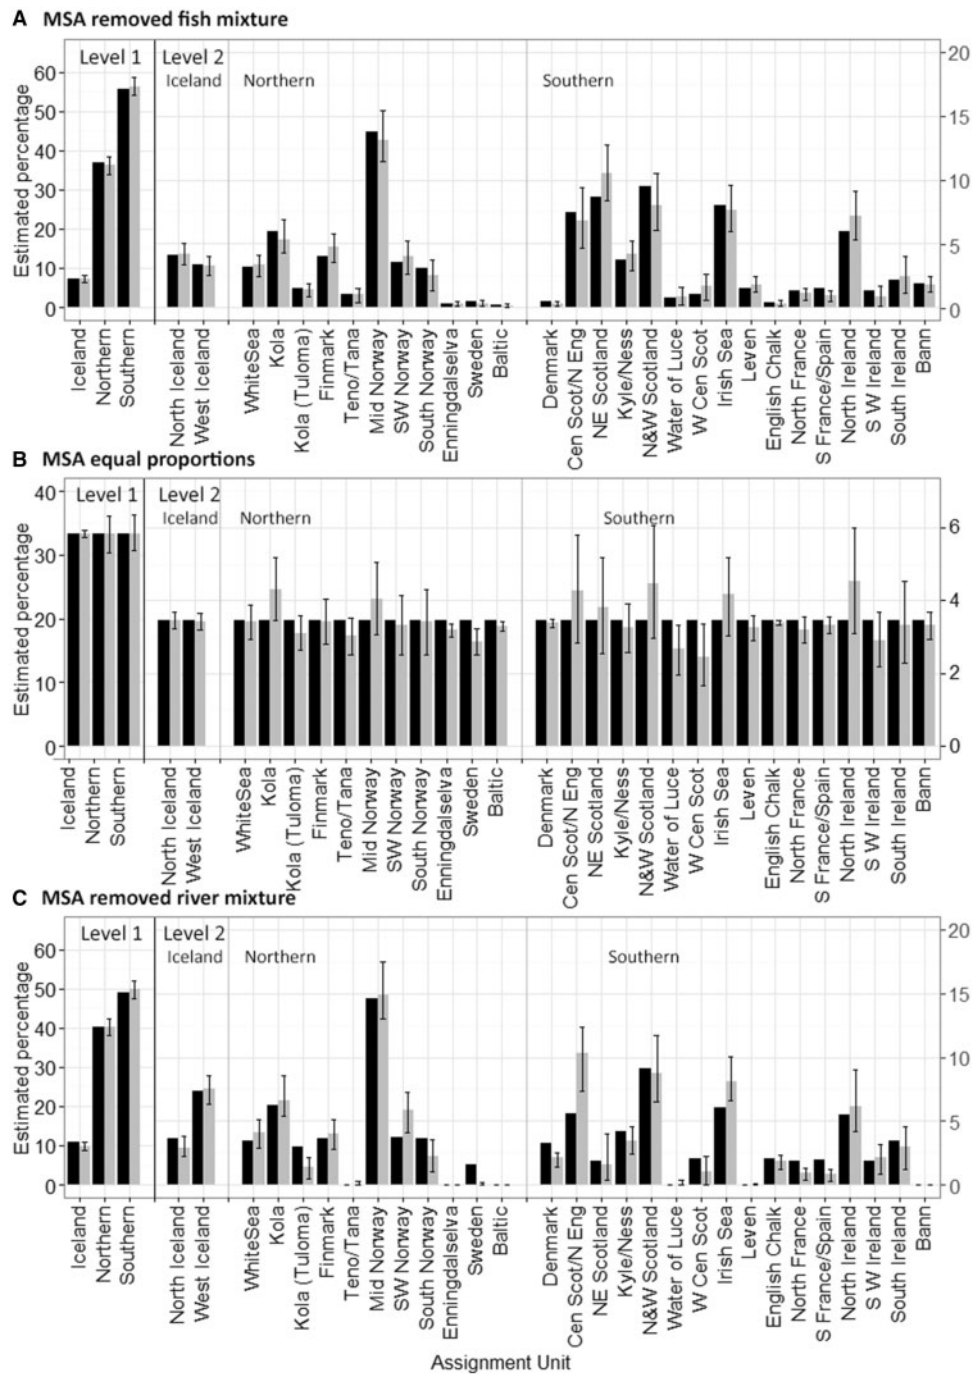 A MSA removed fish mixture
Level 1 Level 2
Iceland Northern Southern
Estimated percentage
60
50
40
30
20
10
0
20
15
10
5
0
Iceland
Northern
Southern
North Iceland
West Iceland
WhiteSea
Kola
Kola (Tuloma)
Finmark
Teno/Tana
Mid Norway
SW Norway
South Norway
Enningdalselva
Sweden
Baltic
Denmark
Cen Scot/N Eng
NE Scotland
Kyle/Ness
N&W Scotland
Water of Luce
W Cen Scot
Irish Sea
Leven
English Chalk
North France
S France/Spain
North Ireland
S W Ireland
South Ireland
Bann
B MSA equal proportions
Level 1 Level 2
Iceland Northern Southern
Estimated percentage
40
30
20
10
0
6
4
2
0
Iceland
Northern
Southern
North Iceland
West Iceland
WhiteSea
Kola
Kola (Tuloma)
Finmark
Teno/Tana
Mid Norway
SW Norway
South Norway
Enningdalselva
Sweden
Baltic
Denmark
Cen Scot/N Eng
NE Scotland
Kyle/Ness
N&W Scotland
Water of Luce
W Cen Scot
Irish Sea
Leven
English Chalk
North France
S France/Spain
North Ireland
S W Ireland
South Ireland
Bann
C MSA removed river mixture
Level 1 Level 2
Iceland Northern Southern
Estimated percentage
60
50
40
30
20
10
0
20
15
10
5
0
Iceland
Northern
Southern
North Iceland
West Iceland
WhiteSea
Kola
Kola (Tuloma)
Finmark
Teno/Tana
Mid Norway
SW Norway
South Norway
Enningdalselva
Sweden
Baltic
Denmark
Cen Scot/N Eng
NE Scotland
Kyle/Ness
N&W Scotland
Water of Luce
W Cen Scot
Irish Sea
Leven
English Chalk
North France
S France/Spain
North Ireland
S W Ireland
South Ireland
Bann
Assignment Unit